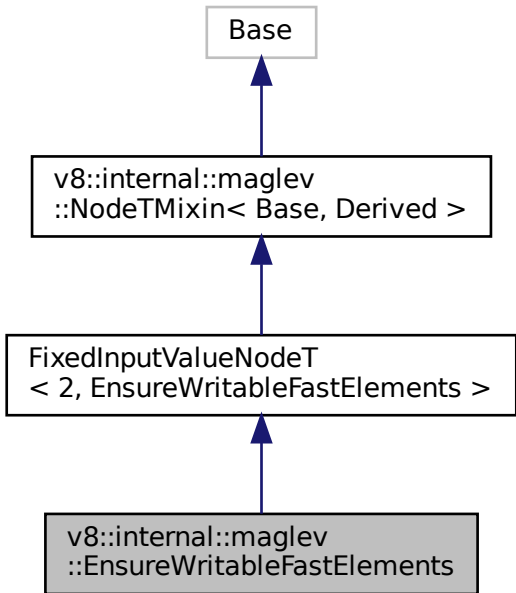 Base
v8::internal::maglev
::NodeTMixin< Base, Derived >
FixedInputValueNodeT
< 2, EnsureWritableFastElements >
v8::internal::maglev
::EnsureWritableFastElements